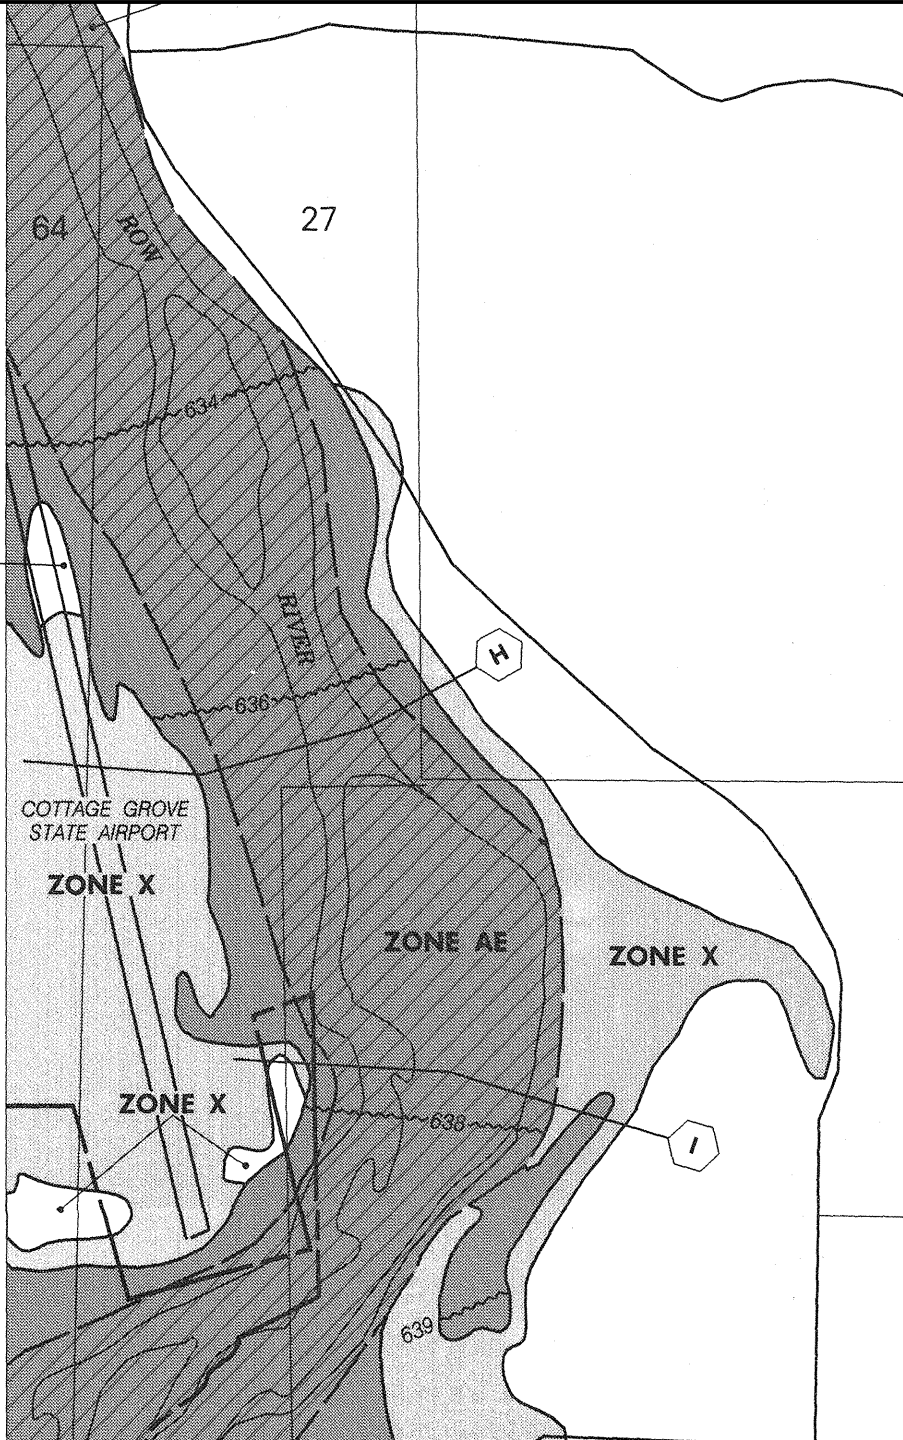 27
64
ROW
634
RIVER
H
636
COTTAGE GROVE
STATE AIRPORT
ZONE X
ZONE AE
ZONE X
ZONE X
638
I
639